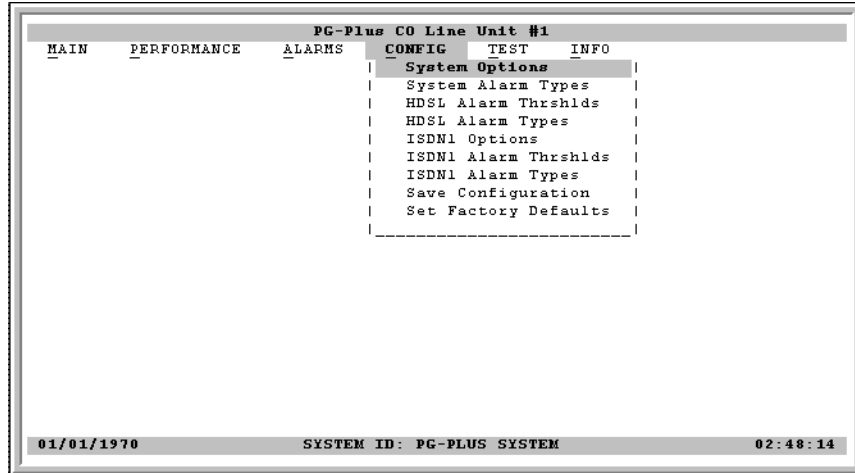 PG-Plus CO Line Unit #1
MAIN PERFORMANCE ALARMS CONFIG TEST INFO
System Options
System Alarm Types
HDSL Alarm Thrshlds
HDSL Alarm Types
ISDN1 Options
ISDN1 Alarm Thrshlds
ISDN1 Alarm Types
Save Configuration
Set Factory Defaults
01/01/1970 SYSTEM ID: PG-PLUS SYSTEM 02:48:14